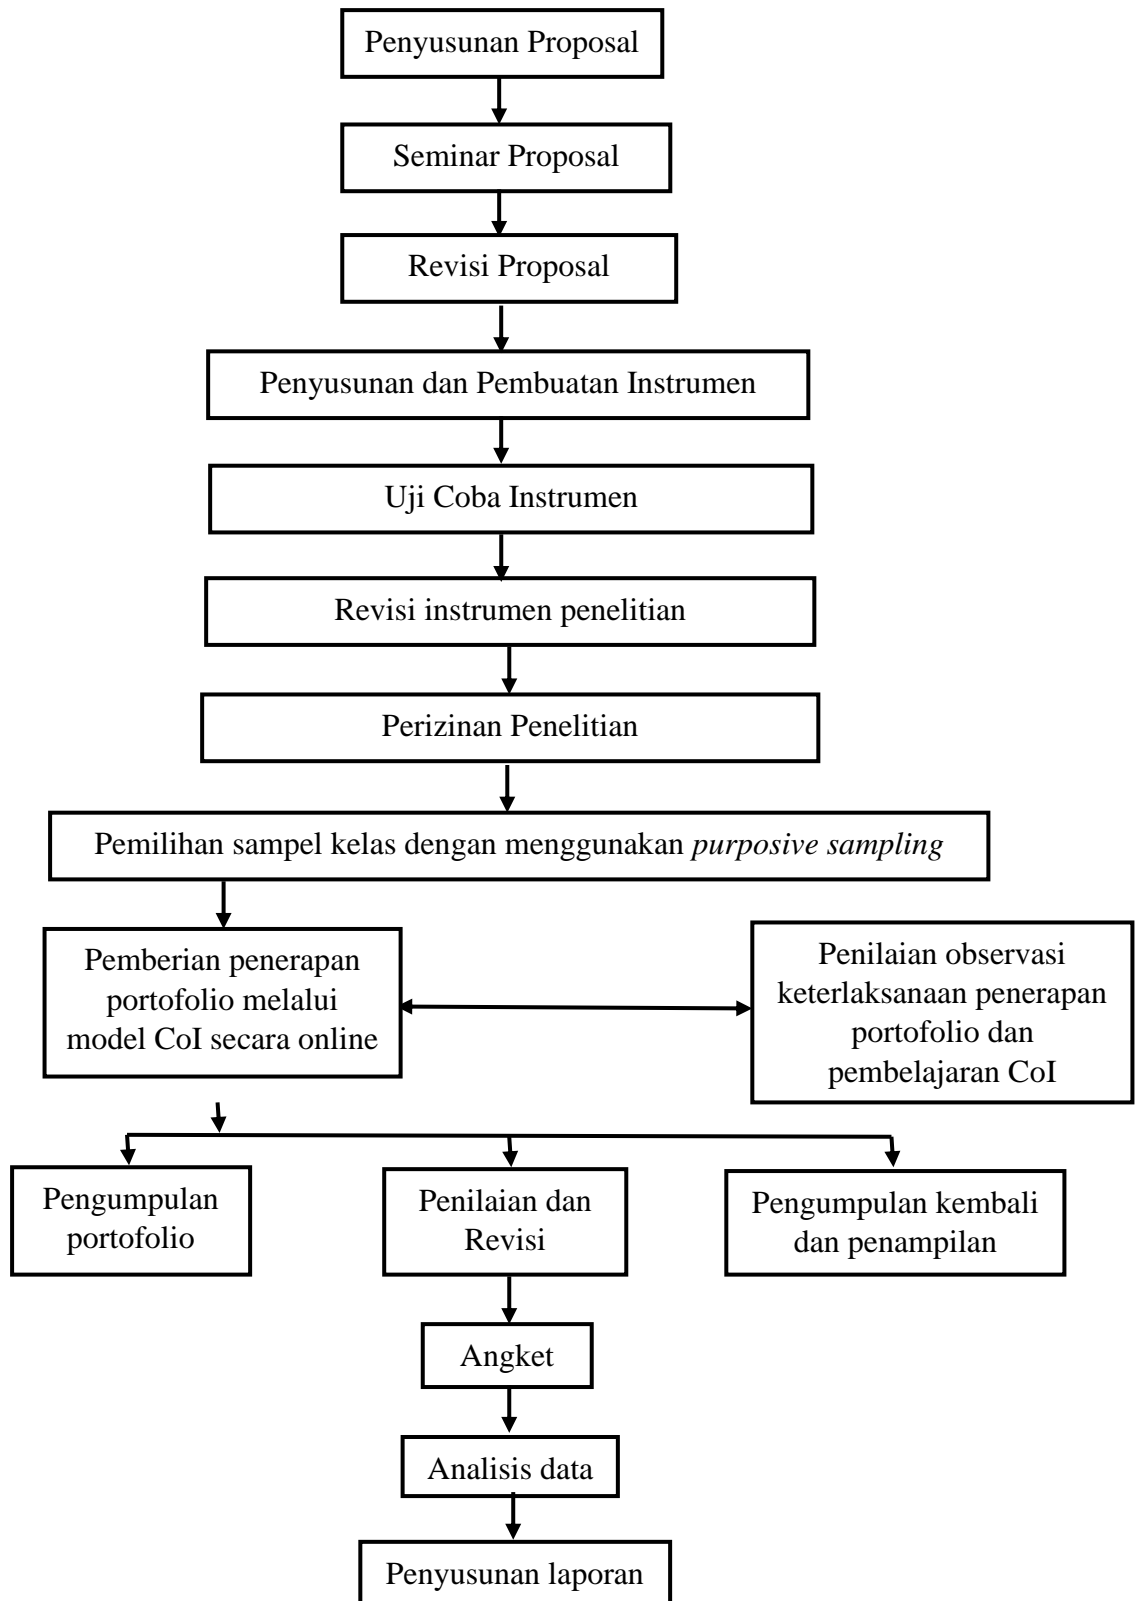 Penyusunan Proposal
Seminar Proposal
Revisi Proposal
Penyusunan dan Pembuatan Instrumen
Uji Coba Instrumen
Revisi instrumen penelitian
Perizinan Penelitian
Pemilihan sampel kelas dengan menggunakan purposive sampling
Pemberian penerapan
portofolio melalui
model CoI secara online
Penilaian observasi
keterlaksanaan penerapan
portofolio dan
pembelajaran CoI
Pengumpulan
portofolio
Penilaian dan
Revisi
Pengumpulan kembali
dan penampilan
Angket
Analisis data
Penyusunan laporan